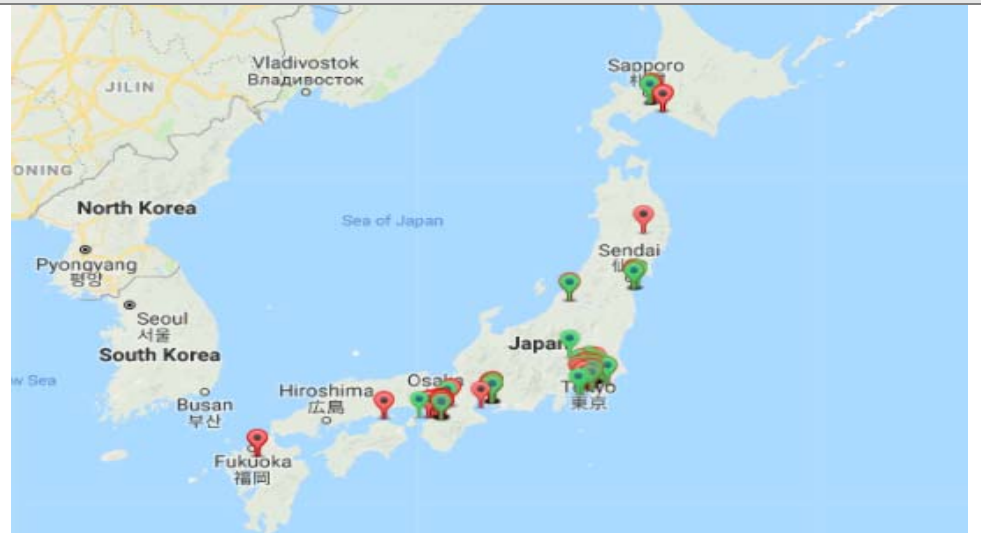 Vladivostok
Владивосток
JILIN
Sapporo
ONING
North Korea
Sea of Japan
Pyongyang
평양
Sendai
Seoul
서울
South Korea
Japan
w Sea
Busan
부산
Hiroshima
広島
東京
Fukuoka
福岡